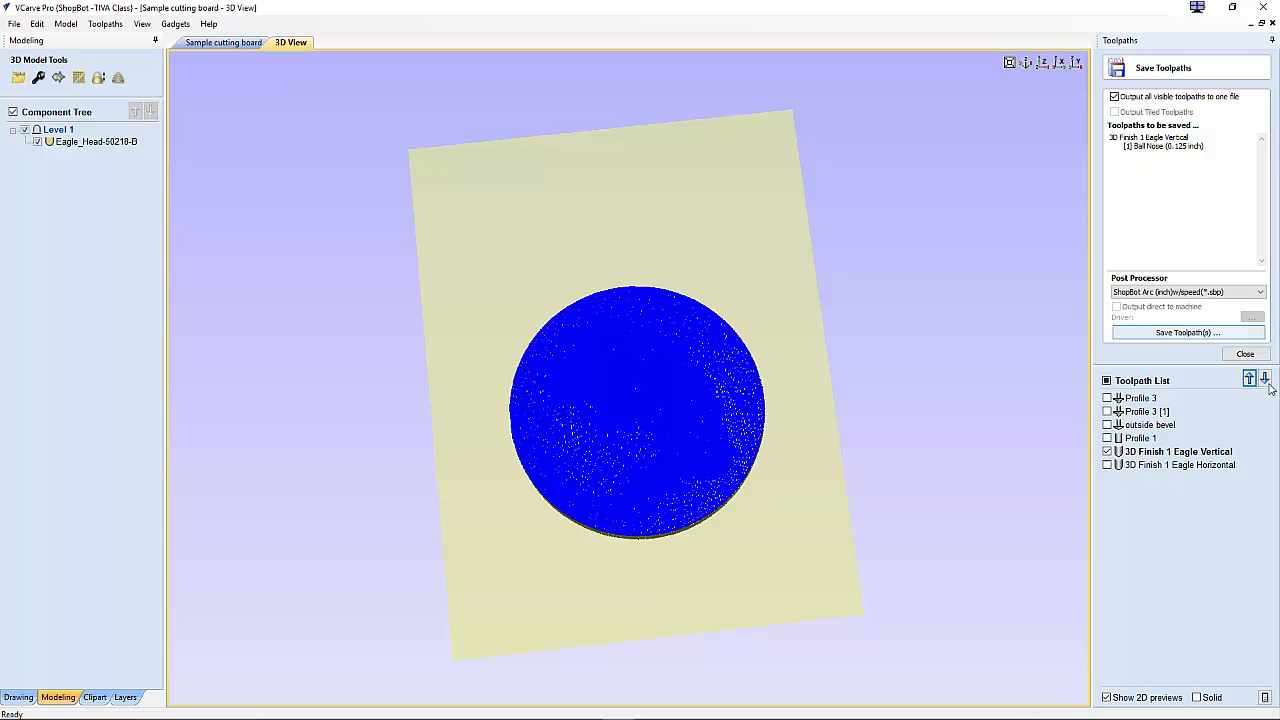 VCarve Pro {ShopBot - TIVA Class} - [Sample cutting board - 3D View]
File Edit Model Toolpaths View Gadgets Help
Modeling
3D Model Tools
Component Tree
Level 1
Eagle_Head-50218-B
Sample cutting board 3D View
Z X Y
Toolpaths
Save Toolpaths
Output all visible toolpaths to one file
Output Tiled Toolpaths
Toolpaths to be saved ...
3D Finish 1 Eagle Vertical
[1] Ball Nose (0.125 inch)
Post Processor
ShopBot Arc (inch)w/speed(*.sbp)
Output direct to machine
Driver:
...
Save Toolpath(s) ...
Close
Toolpath List
Profile 3
Profile 3 [1]
outside bevel
Profile 1
3D Finish 1 Eagle Vertical
3D Finish 1 Eagle Horizontal
Show 2D previews Solid
Drawing Modeling Clipart Layers
Ready